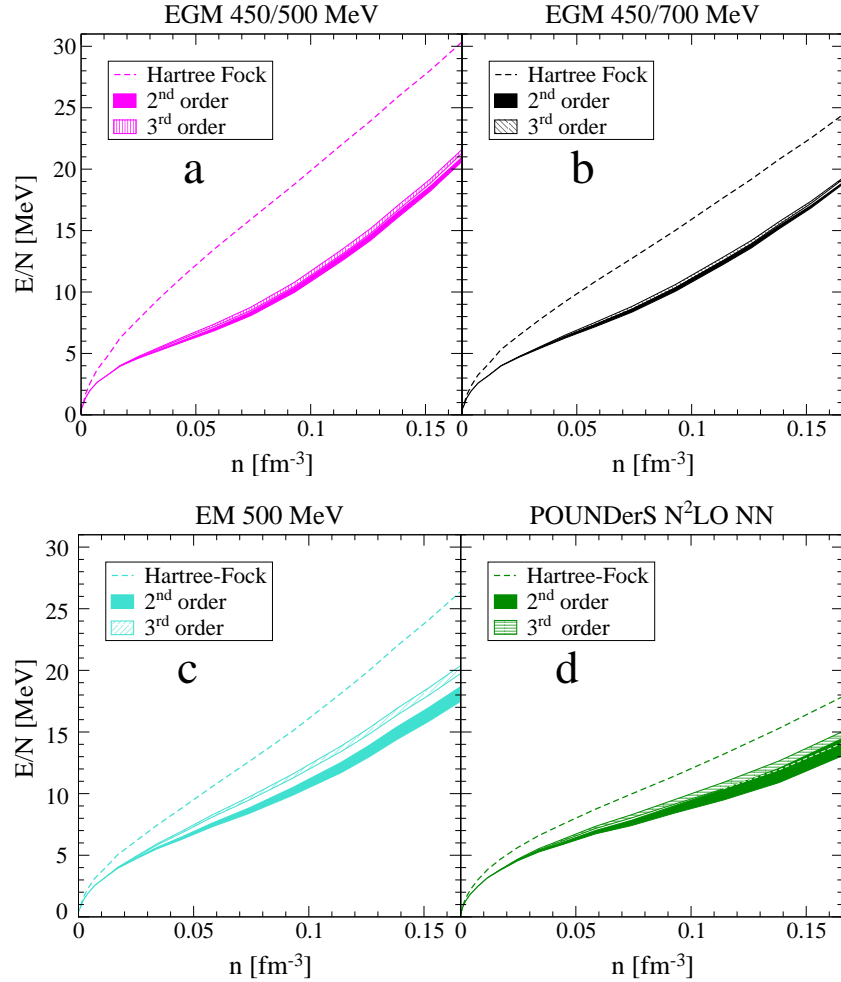 EGM 450/500 MeV
EGM 450/700 MeV
30
25
20
15
10
5
0
E/N [MeV]
Hartree Fock
2nd order
3rd order
a
Hartree Fock
2nd order
3rd order
b
0 0.05 0.1 0.15
0 0.05 0.1 0.15
n [fm-3]
n [fm-3]
EM 500 MeV
POUNDerS N2LO NN
30
25
20
15
10
5
0
E/N [MeV]
Hartree-Fock
2nd order
3rd order
c
Hartree-Fock
2nd order
3rd order
d
0 0.05 0.1 0.15
0 0.05 0.1 0.15
n [fm-3]
n [fm-3]